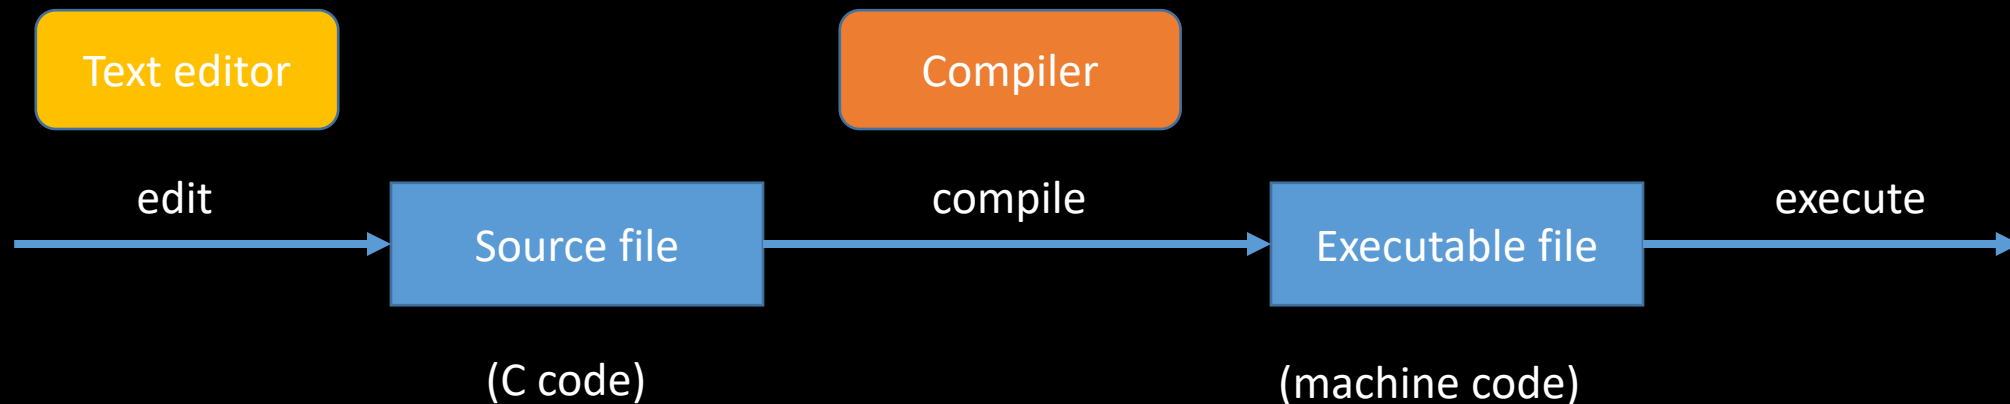 Text editor
Compiler
edit
compile
execute
Source file
Executable file
(C code)
(machine code)